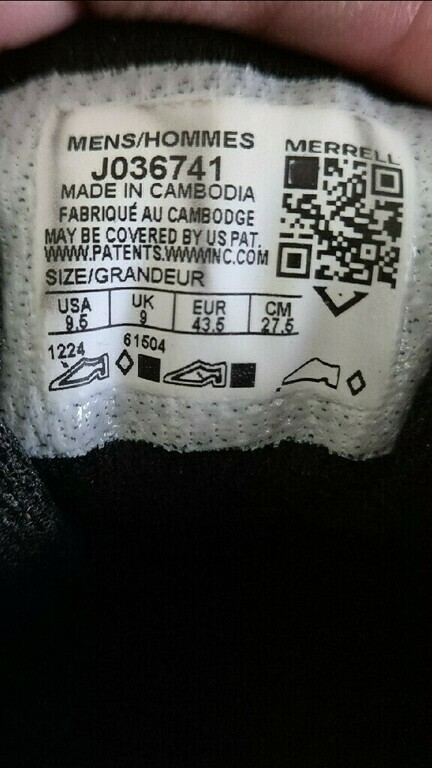 MENS/HOMMES
MERRELL
J036741
MADE IN CAMBODIA
FABRIQUÉ AU CAMBODGE
MAY BE COVERED BY US PAT.
WWW.PATENTS.WWWINC.COM
SIZE/GRANDEUR
USA UK EUR CM
9.5 9 43.5 27.5
1224 61504